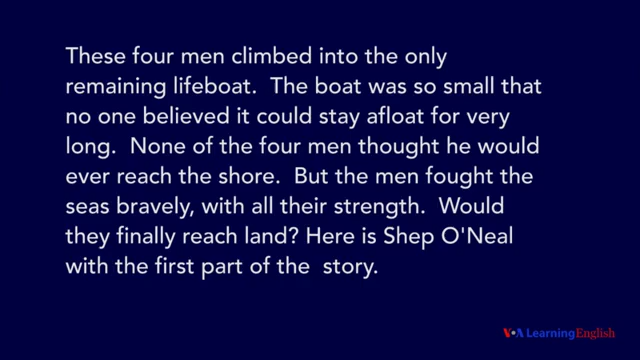 These four men climbed into the only
remaining lifeboat.  The boat was so small that
no one believed it could stay afloat for very
long.  None of the four men thought he would
ever reach the shore.  But the men fought the
seas bravely, with all their strength.  Would
they finally reach land? Here is Shep O'Neal
with the first part of the  story.
VOA Learning English